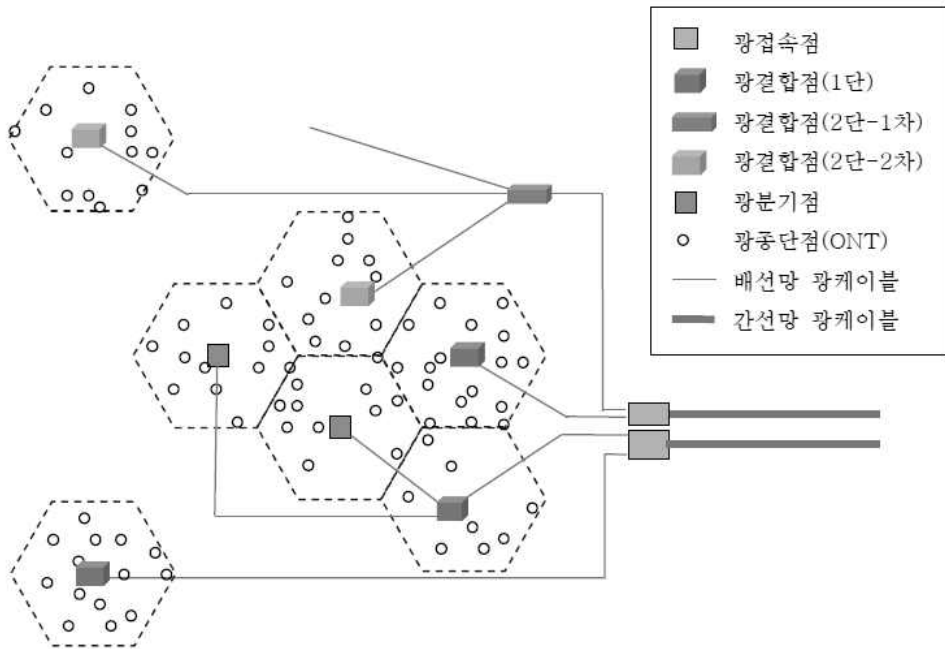 광접속점
광결합점(1단)
광결합점(2단-1차)
광결합점(2단-2차)
광분기점
광종단점(ONT)
배선망 광케이블
간선망 광케이블